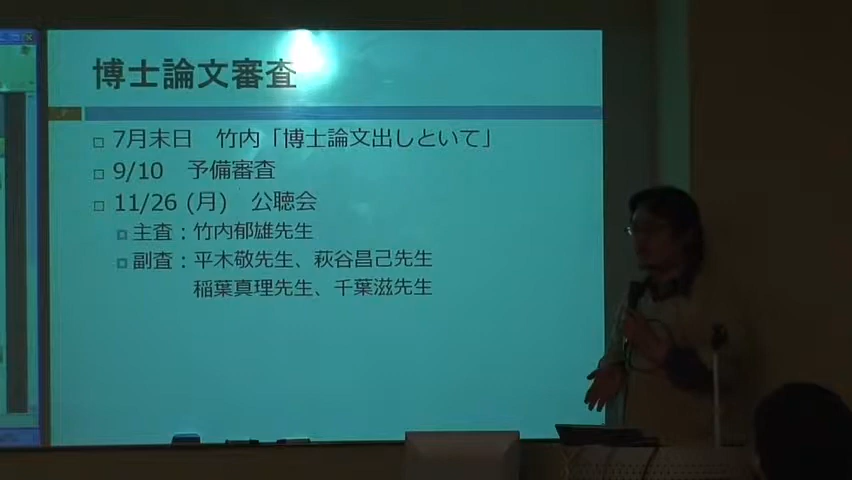 博士論文審査
7月末日 竹内「博士論文出しといて」
9/10 予備審査
11/26 (月) 公聴会
主査：竹内郁雄先生
副査：平木敬先生、萩谷昌己先生
稲葉真理先生、千葉滋先生